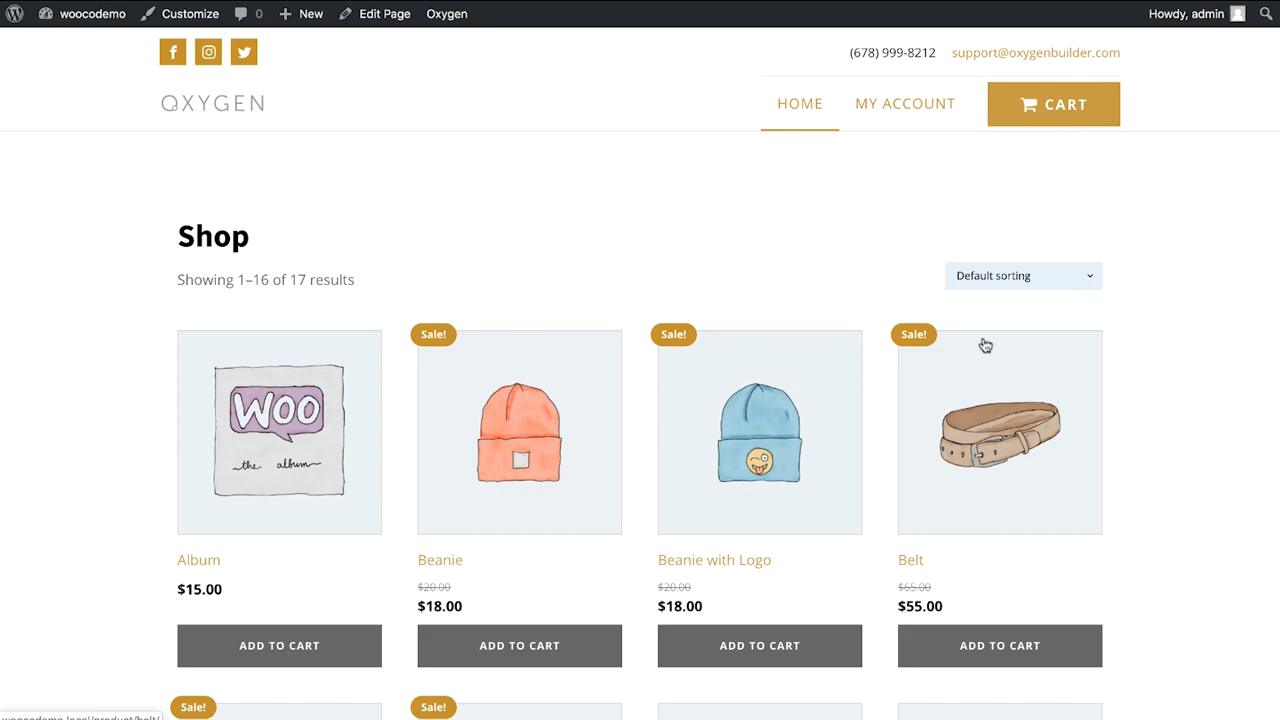 woocodemo Customize 0 New Edit Page Oxygen Howdy, admin
(678) 999-8212 support@oxygenbuilder.com
OXYGEN HOME MY ACCOUNT CART
Shop
Showing 1–16 of 17 results
Default sorting
Sale! Sale! Sale!
WOO
the album
Album Beanie Beanie with Logo Belt
$15.00 $20.00 $20.00 $65.00
$18.00 $18.00 $55.00
ADD TO CART ADD TO CART ADD TO CART ADD TO CART
Sale! Sale!